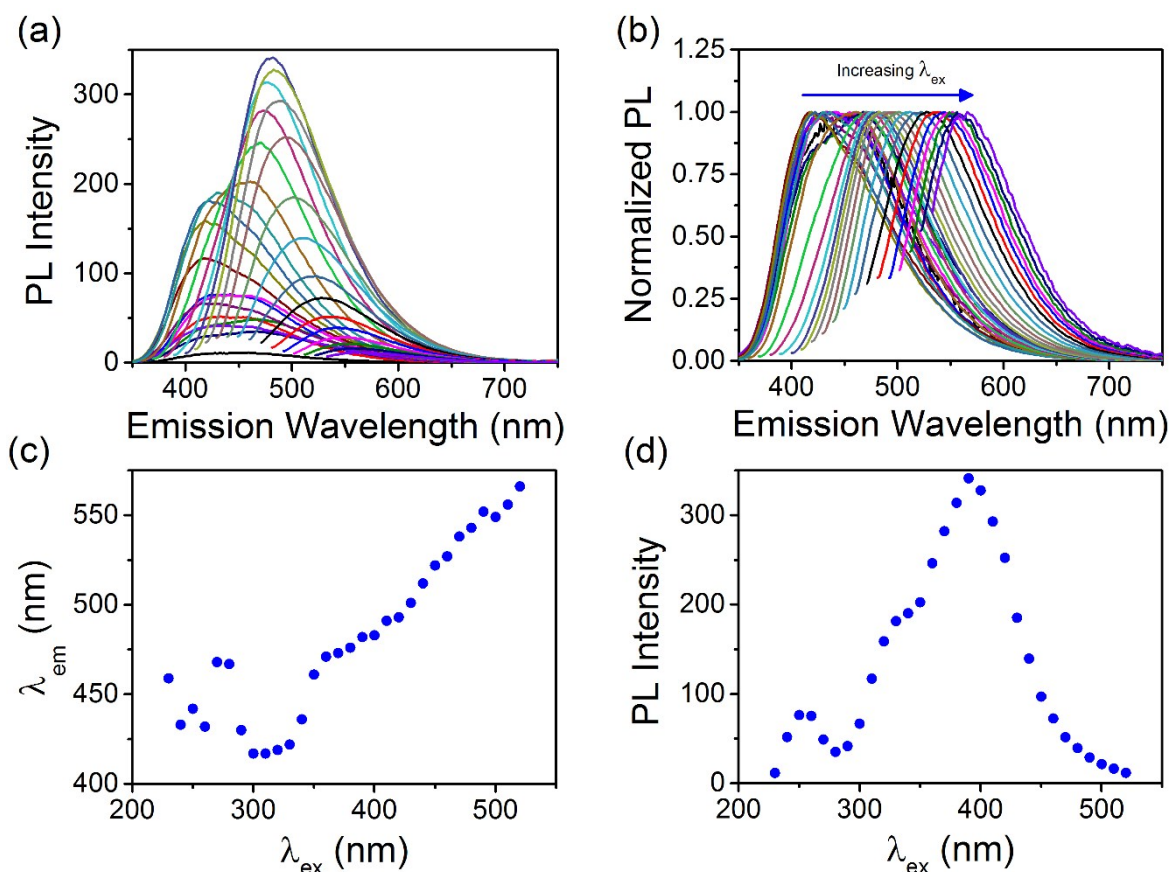 (a)
PL Intensity
300
200
100
0
400 500 600 700
Emission Wavelength (nm)
(b)
Normalized PL
1.25
1.00
0.75
0.50
0.25
0.00
Increasing λex
400 500 600 700
Emission Wavelength (nm)
(c)
λem (nm)
550
500
450
400
200 300 400 500
λex (nm)
(d)
PL Intensity
300
200
100
0
200 300 400 500
λex (nm)